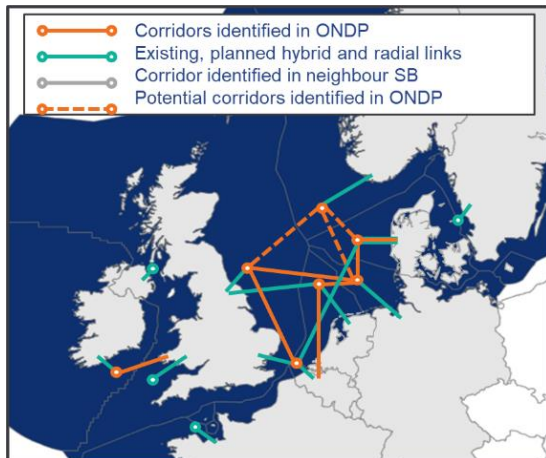 Corridors identified in ONDP
Existing, planned hybrid and radial links
Corridor identified in neighbour SB
Potential corridors identified in ONDP